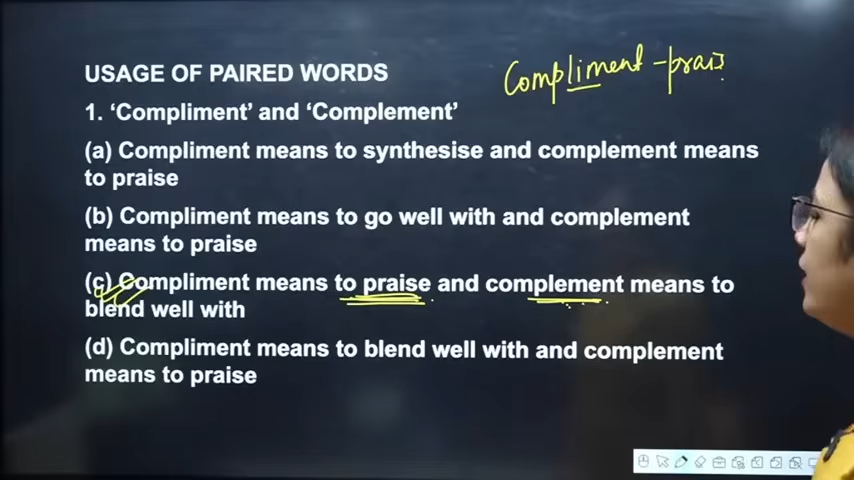 USAGE OF PAIRED WORDS
Compliment - prais
1. ‘Compliment’ and ‘Complement’
(a) Compliment means to synthesise and complement means
to praise
(b) Compliment means to go well with and complement
means to praise
(c) Compliment means to praise and complement means to
blend well with
(d) Compliment means to blend well with and complement
means to praise